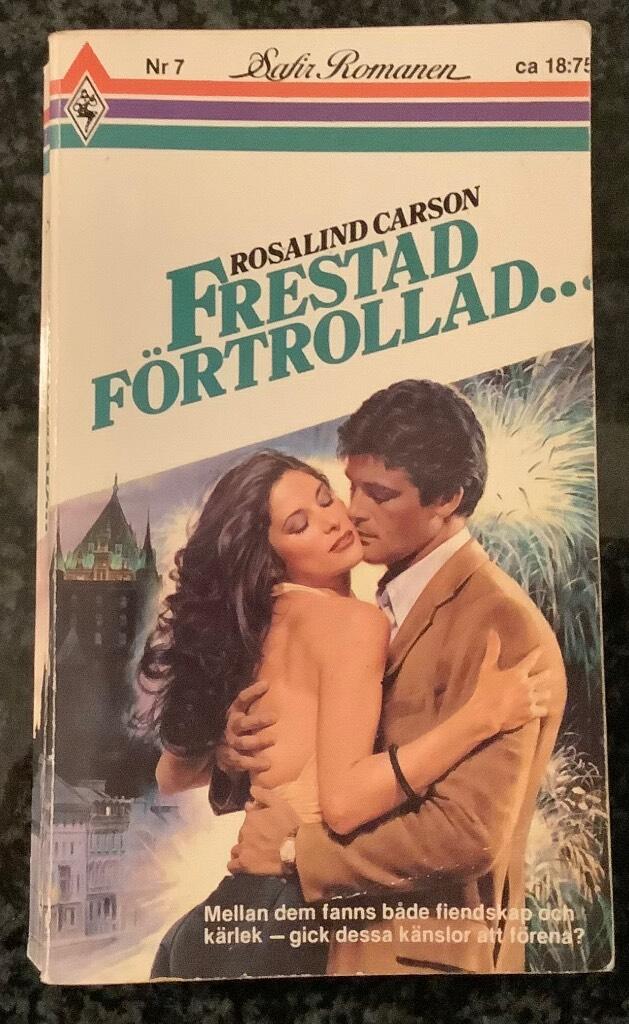 Nr 7 Safir Romanen ca 18:75
ROSALIND CARSON
FRESTAD
FÖRTROLLAD...
Mellan dem fanns både fiendskap och
kärlek – gick dessa känslor att förena?